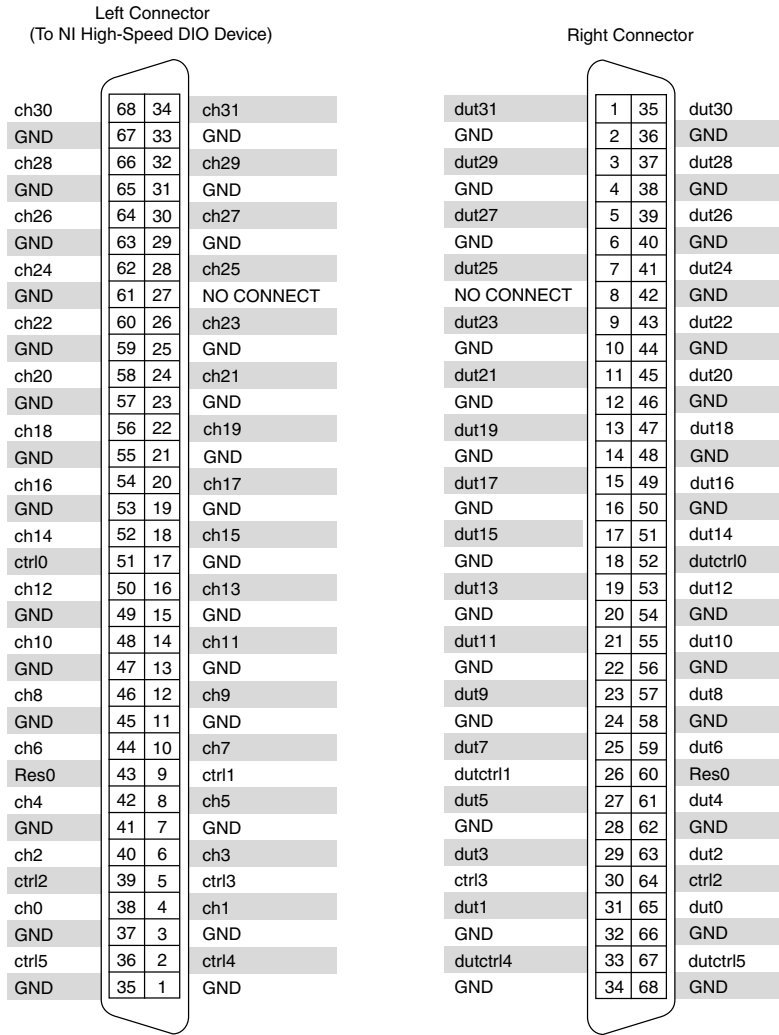 Left Connector
(To NI High-Speed DIO Device)
Right Connector
ch30 68 34 ch31
GND 67 33 GND
ch28 66 32 ch29
GND 65 31 GND
ch26 64 30 ch27
GND 63 29 GND
ch24 62 28 ch25
GND 61 27 NO CONNECT
ch22 60 26 ch23
GND 59 25 GND
ch20 58 24 ch21
GND 57 23 GND
ch18 56 22 ch19
GND 55 21 GND
ch16 54 20 ch17
GND 53 19 GND
ch14 52 18 ch15
ctrl0 51 17 GND
ch12 50 16 ch13
GND 49 15 GND
ch10 48 14 ch11
GND 47 13 GND
ch8 46 12 ch9
GND 45 11 GND
ch6 44 10 ch7
Res0 43 9 ctrl1
ch4 42 8 ch5
GND 41 7 GND
ch2 40 6 ch3
ctrl2 39 5 ctrl3
ch0 38 4 ch1
GND 37 3 GND
ctrl5 36 2 ctrl4
GND 35 1 GND
dut31 1 35 dut30
GND 2 36 GND
dut29 3 37 dut28
GND 4 38 GND
dut27 5 39 dut26
GND 6 40 GND
dut25 7 41 dut24
NO CONNECT 8 42 GND
dut23 9 43 dut22
GND 10 44 GND
dut21 11 45 dut20
GND 12 46 GND
dut19 13 47 dut18
GND 14 48 GND
dut17 15 49 dut16
GND 16 50 GND
dut15 17 51 dut14
GND 18 52 dutctrl0
dut13 19 53 dut12
GND 20 54 GND
dut11 21 55 dut10
GND 22 56 GND
dut9 23 57 dut8
GND 24 58 GND
dut7 25 59 dut6
dutctrl1 26 60 Res0
dut5 27 61 dut4
GND 28 62 GND
dut3 29 63 dut2
ctrl3 30 64 ctrl2
dut1 31 65 dut0
GND 32 66 GND
dutctrl4 33 67 dutctrl5
GND 34 68 GND